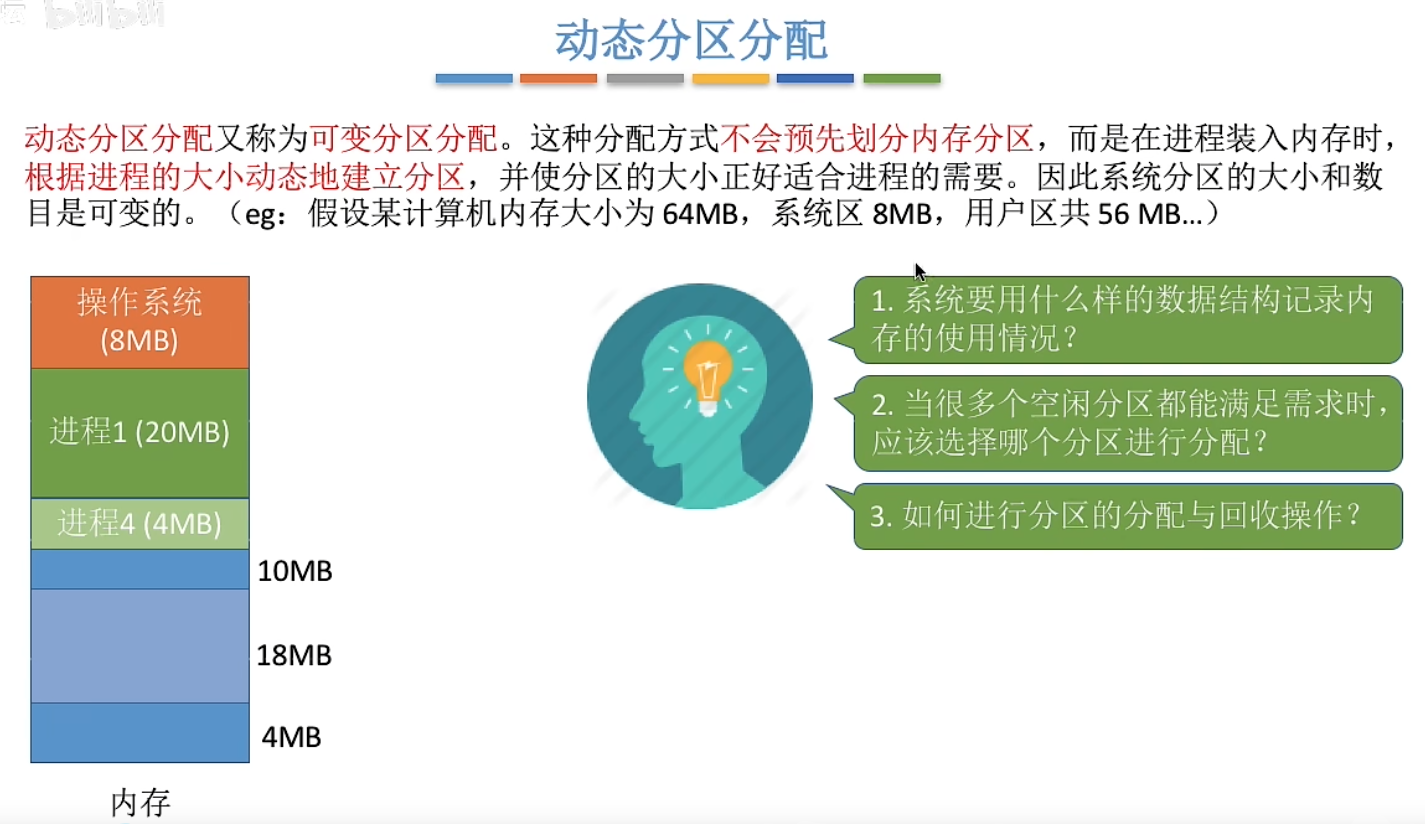 动态分区分配
动态分区分配又称为可变分区分配。这种分配方式不会预先划分内存分区，而是在进程装入内存时，
根据进程的大小动态地建立分区，并使分区的大小正好适合进程的需要。因此系统分区的大小和数
目是可变的。（eg：假设某计算机内存大小为 64MB，系统区 8MB，用户区共 56 MB…）
操作系统
(8MB)
进程1 (20MB)
进程4 (4MB)
10MB
18MB
4MB
内存
1. 系统要用什么样的数据结构记录内
存的使用情况？
2. 当很多个空闲分区都能满足需求时，
应该选择哪个分区进行分配？
3. 如何进行分区的分配与回收操作？